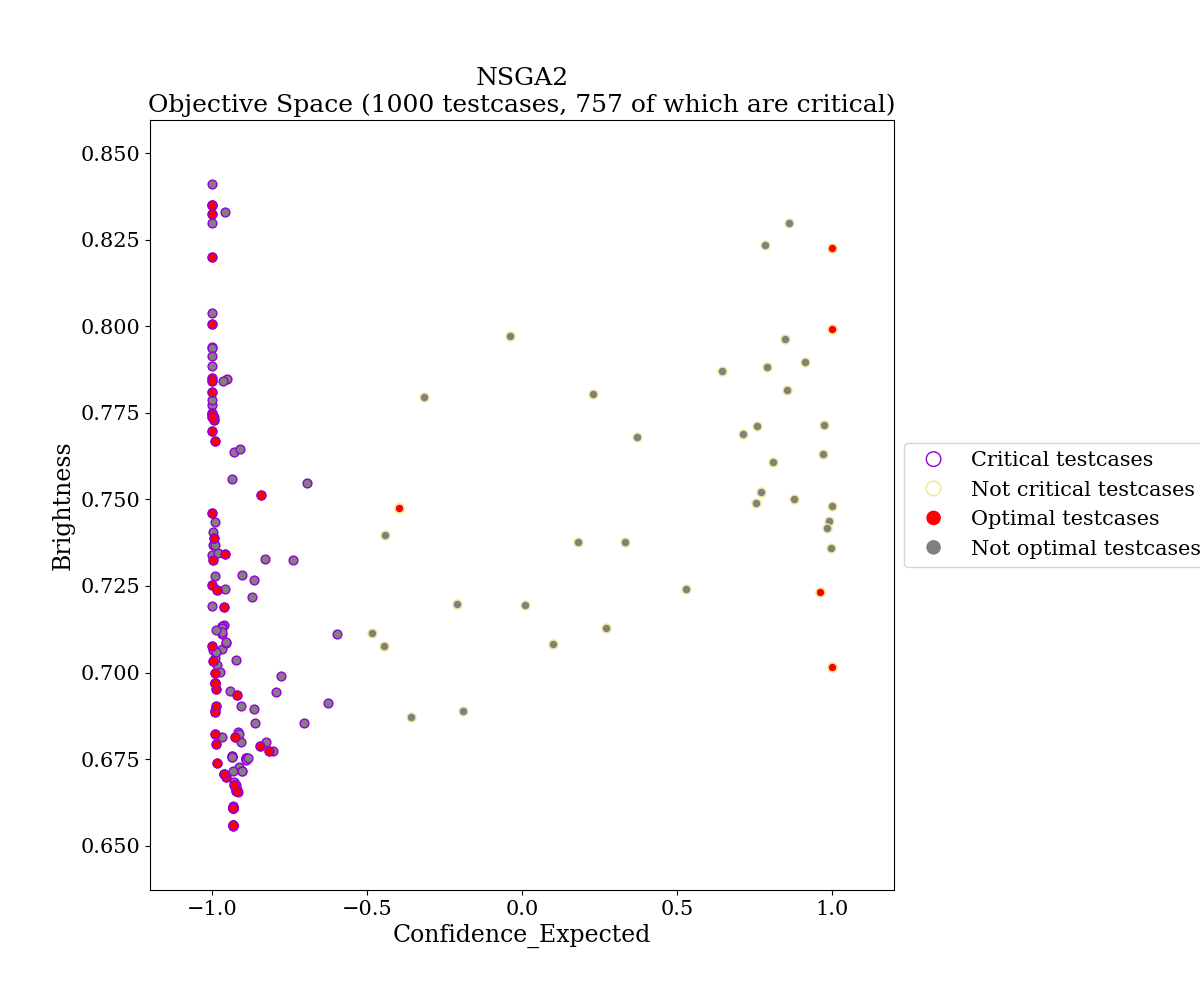 NSGA2
Objective Space (1000 testcases, 757 of which are critical)
0.850
0.825
0.800
0.775
0.750
0.725
0.700
0.675
0.650
Brightness
−1.0
−0.5
0.0
0.5
1.0
Confidence_Expected
Critical testcases
Not critical testcases
Optimal testcases
Not optimal testcases